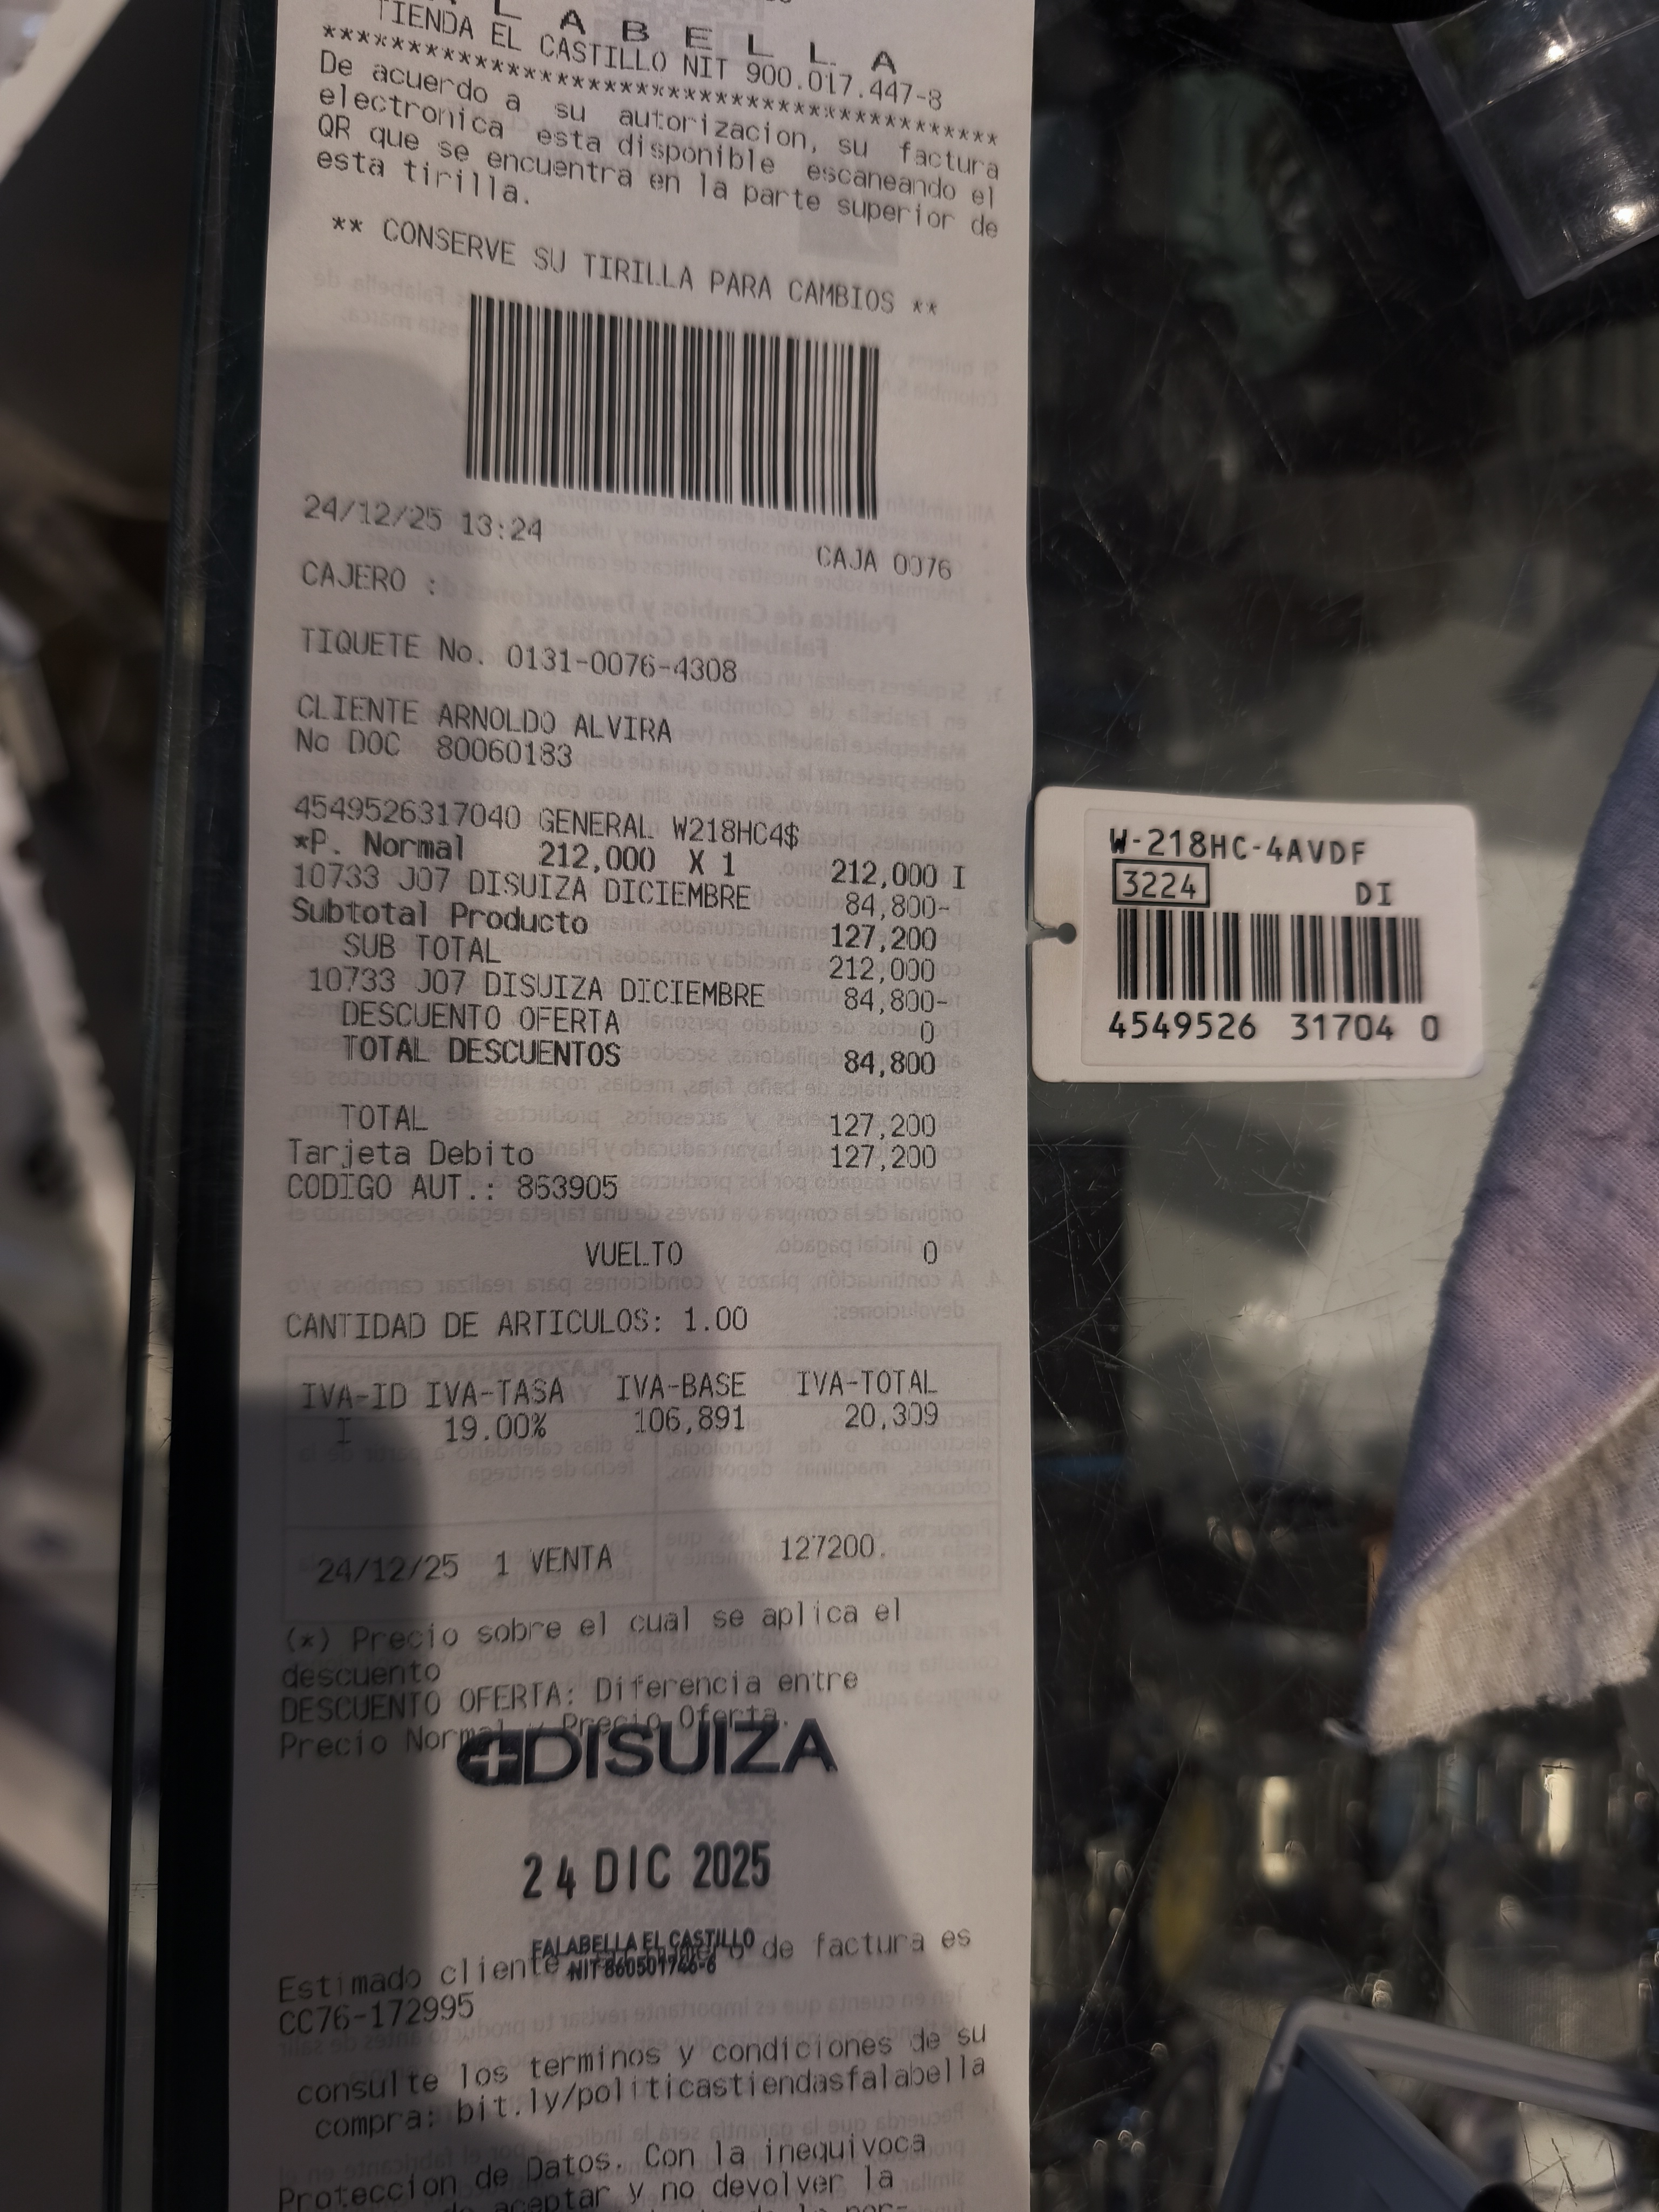 A L A B E L L A
TIENDA EL CASTILLO NIT 900.017.447-8
****************************************
De acuerdo a su autorizacion, su factura
electronica esta disponible escaneando el
QR que se encuentra en la parte superior de
esta tirilla.
** CONSERVE SU TIRILLA PARA CAMBIOS **
24/12/25 13:24
CAJA 0076
CAJERO :
TIQUETE No. 0131-0076-4308
CLIENTE ARNOLDO ALVIRA
No DOC 80060183
4549526317040 GENERAL W218HC4$
*P. Normal 212,000 X 1 212,000 I
10733 J07 DISUIZA DICIEMBRE 84,800-
Subtotal Producto 127,200
SUB TOTAL 212,000
10733 J07 DISUIZA DICIEMBRE 84,800-
DESCUENTO OFERTA 0
TOTAL DESCUENTOS 84,800
TOTAL 127,200
Tarjeta Debito 127,200
CODIGO AUT.: 863905
VUELTO 0
CANTIDAD DE ARTICULOS: 1.00
IVA-ID IVA-TASA IVA-BASE IVA-TOTAL
I 19.00% 106,891 20,309
24/12/25 1 VENTA 127200.
(*) Precio sobre el cual se aplica el
descuento
DESCUENTO OFERTA: Diferencia entre
Precio Normal y Precio Oferta.
DISUIZA
24 DIC 2025
FALABELLA EL CASTILLO
NIT 860501746-6
Estimado cliente de factura es
CC76-172995
consulte los terminos y condiciones de su
compra: bit.ly/politicastiendasfalabella
Proteccion de Datos. Con la inequivoca
aceptar y no devolver la
W-218HC-4AVDF
3224 DI
4549526 31704 0